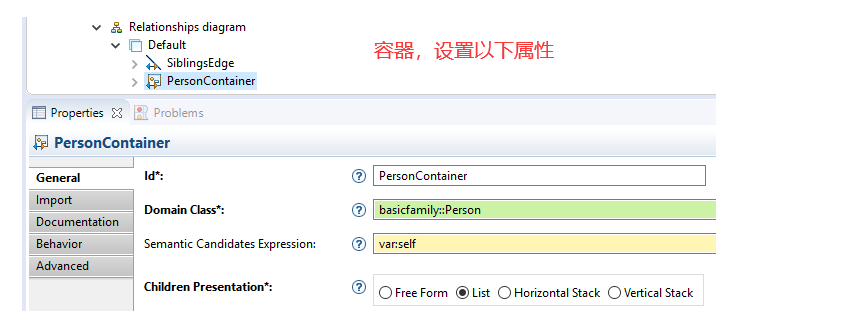 Relationships diagram
Default
容器，设置以下属性
SiblingsEdge
PersonContainer
Properties
Problems
PersonContainer
General
Id*:
PersonContainer
Import
Domain Class*:
basicfamily::Person
Documentation
Behavior
Semantic Candidates Expression:
var:self
Advanced
Children Presentation*:
Free Form List Horizontal Stack Vertical Stack